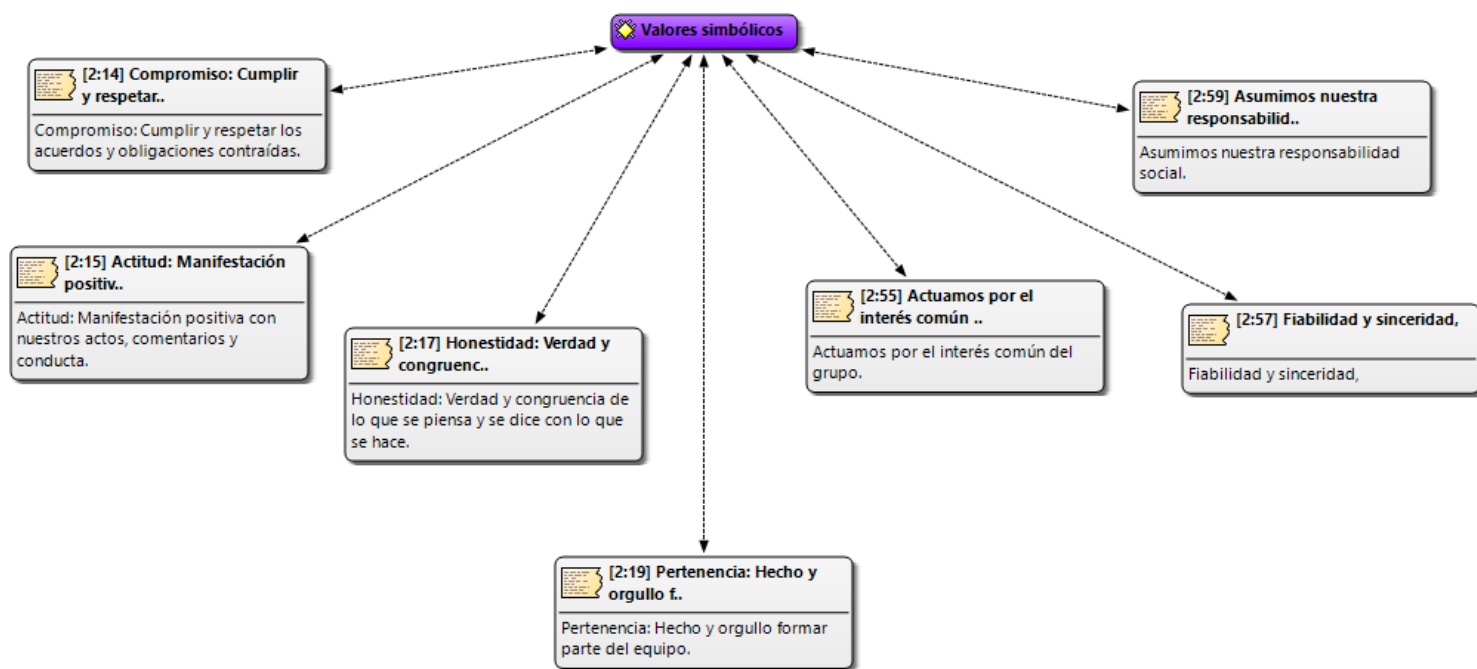 Valores simbólicos
[2:14] Compromiso: Cumplir
y respetar..
Compromiso: Cumplir y respetar los
acuerdos y obligaciones contraídas.
[2:59] Asumimos nuestra
responsabilid..
Asumimos nuestra responsabilidad
social.
[2:15] Actitud: Manifestación
positiv..
Actitud: Manifestación positiva con
nuestros actos, comentarios y
conducta.
[2:17] Honestidad: Verdad y
congruenc..
Honestidad: Verdad y congruencia de
lo que se piensa y se dice con lo que
se hace.
[2:55] Actuamos por el
interés común ..
Actuamos por el interés común del
grupo.
[2:57] Fiabilidad y sinceridad,
Fiabilidad y sinceridad,
[2:19] Pertenencia: Hecho y
orgullo f..
Pertenencia: Hecho y orgullo formar
parte del equipo.